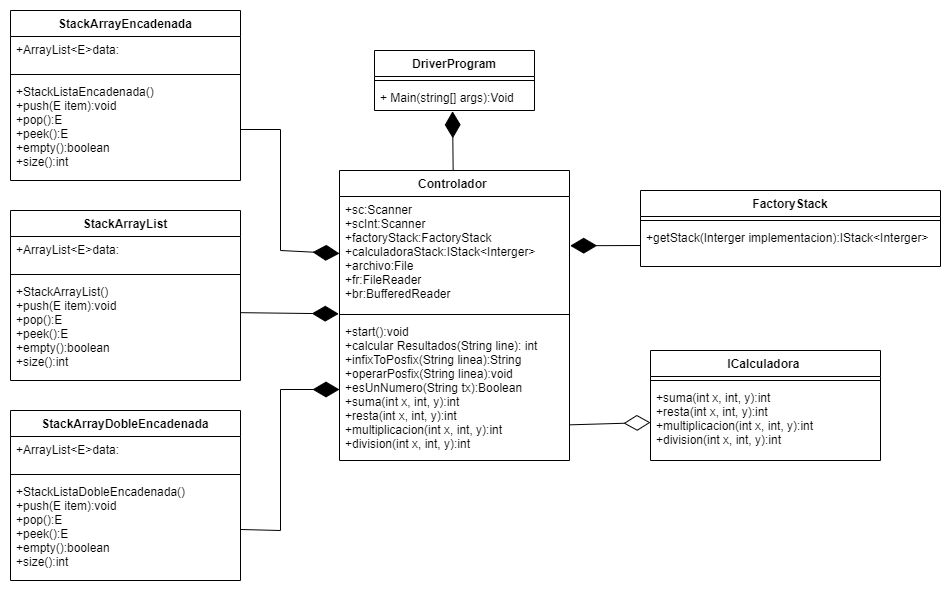 StackArrayEncadenada
+ArrayList<E>data:
+StackListaEncadenada()
+push(E item):void
+pop():E
+peek():E
+empty():boolean
+size():int
StackArrayList
+ArrayList<E>data:
+StackArrayList()
+push(E item):void
+pop():E
+peek():E
+empty():boolean
+size():int
StackArrayDobleEncadenada
+ArrayList<E>data:
+StackListaDobleEncadenada()
+push(E item):void
+pop():E
+peek():E
+empty():boolean
+size():int
DriverProgram
+ Main(string[] args):Void
Controlador
+sc:Scanner
+scInt:Scanner
+factoryStack:FactoryStack
+calculadoraStack:IStack<Interger>
+archivo:File
+fr:FileReader
+br:BufferedReader
+start():void
+calcular Resultados(String line): int
+infixToPosfix(String linea):String
+operarPosfix(String linea):void
+esUnNumero(String tx):Boolean
+suma(int x, int, y):int
+resta(int x, int, y):int
+multiplicacion(int x, int, y):int
+division(int x, int, y):int
FactoryStack
+getStack(Interger implementacion):IStack<Interger>
ICalculadora
+suma(int x, int, y):int
+resta(int x, int, y):int
+multiplicacion(int x, int, y):int
+division(int x, int, y):int